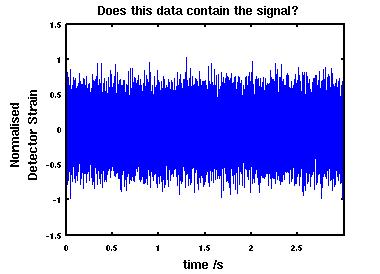 Does this data contain the signal?
1.5
1
0.5
0
-0.5
-1
-1.5
Normalised
Detector Strain
0 0.5 1 1.5 2 2.5
time /s